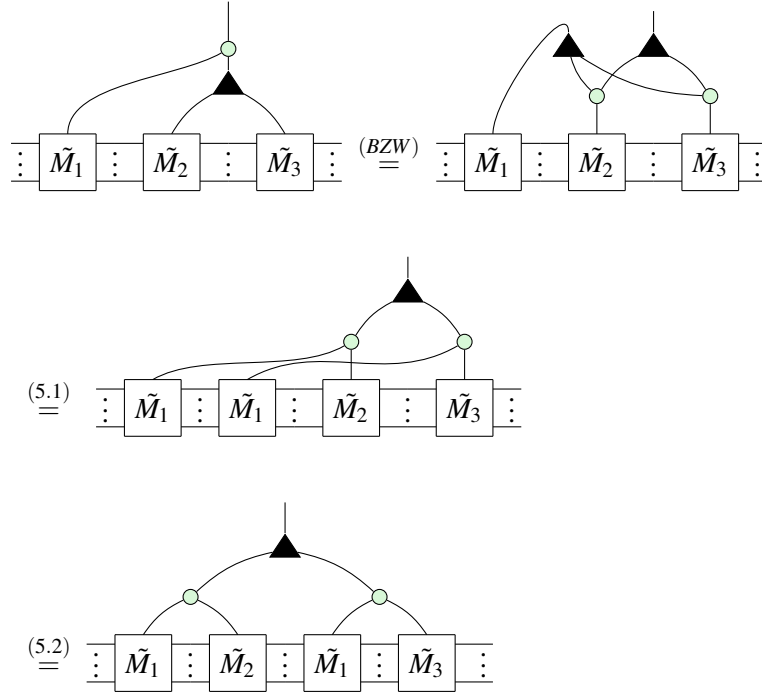 ⋮ M̃₁ ⋮ M̃₂ ⋮ M̃₃ ⋮ (BZW) = ⋮ M̃₁ ⋮ M̃₂ ⋮ M̃₃ ⋮
(5.1) = ⋮ M̃₁ ⋮ M̃₁ ⋮ M̃₂ ⋮ M̃₃ ⋮
(5.2) = ⋮ M̃₁ ⋮ M̃₂ ⋮ M̃₁ ⋮ M̃₃ ⋮